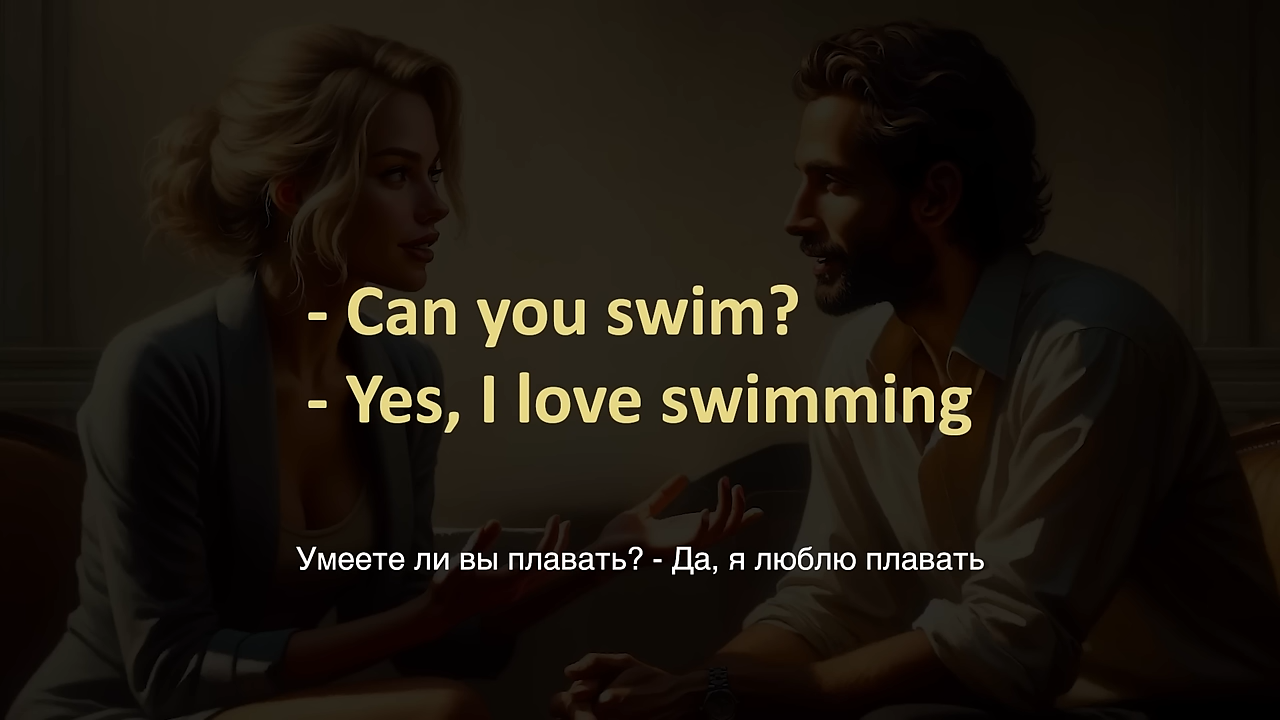 - Can you swim?
- Yes, I love swimming
Умеете ли вы плавать? - Да, я люблю плавать